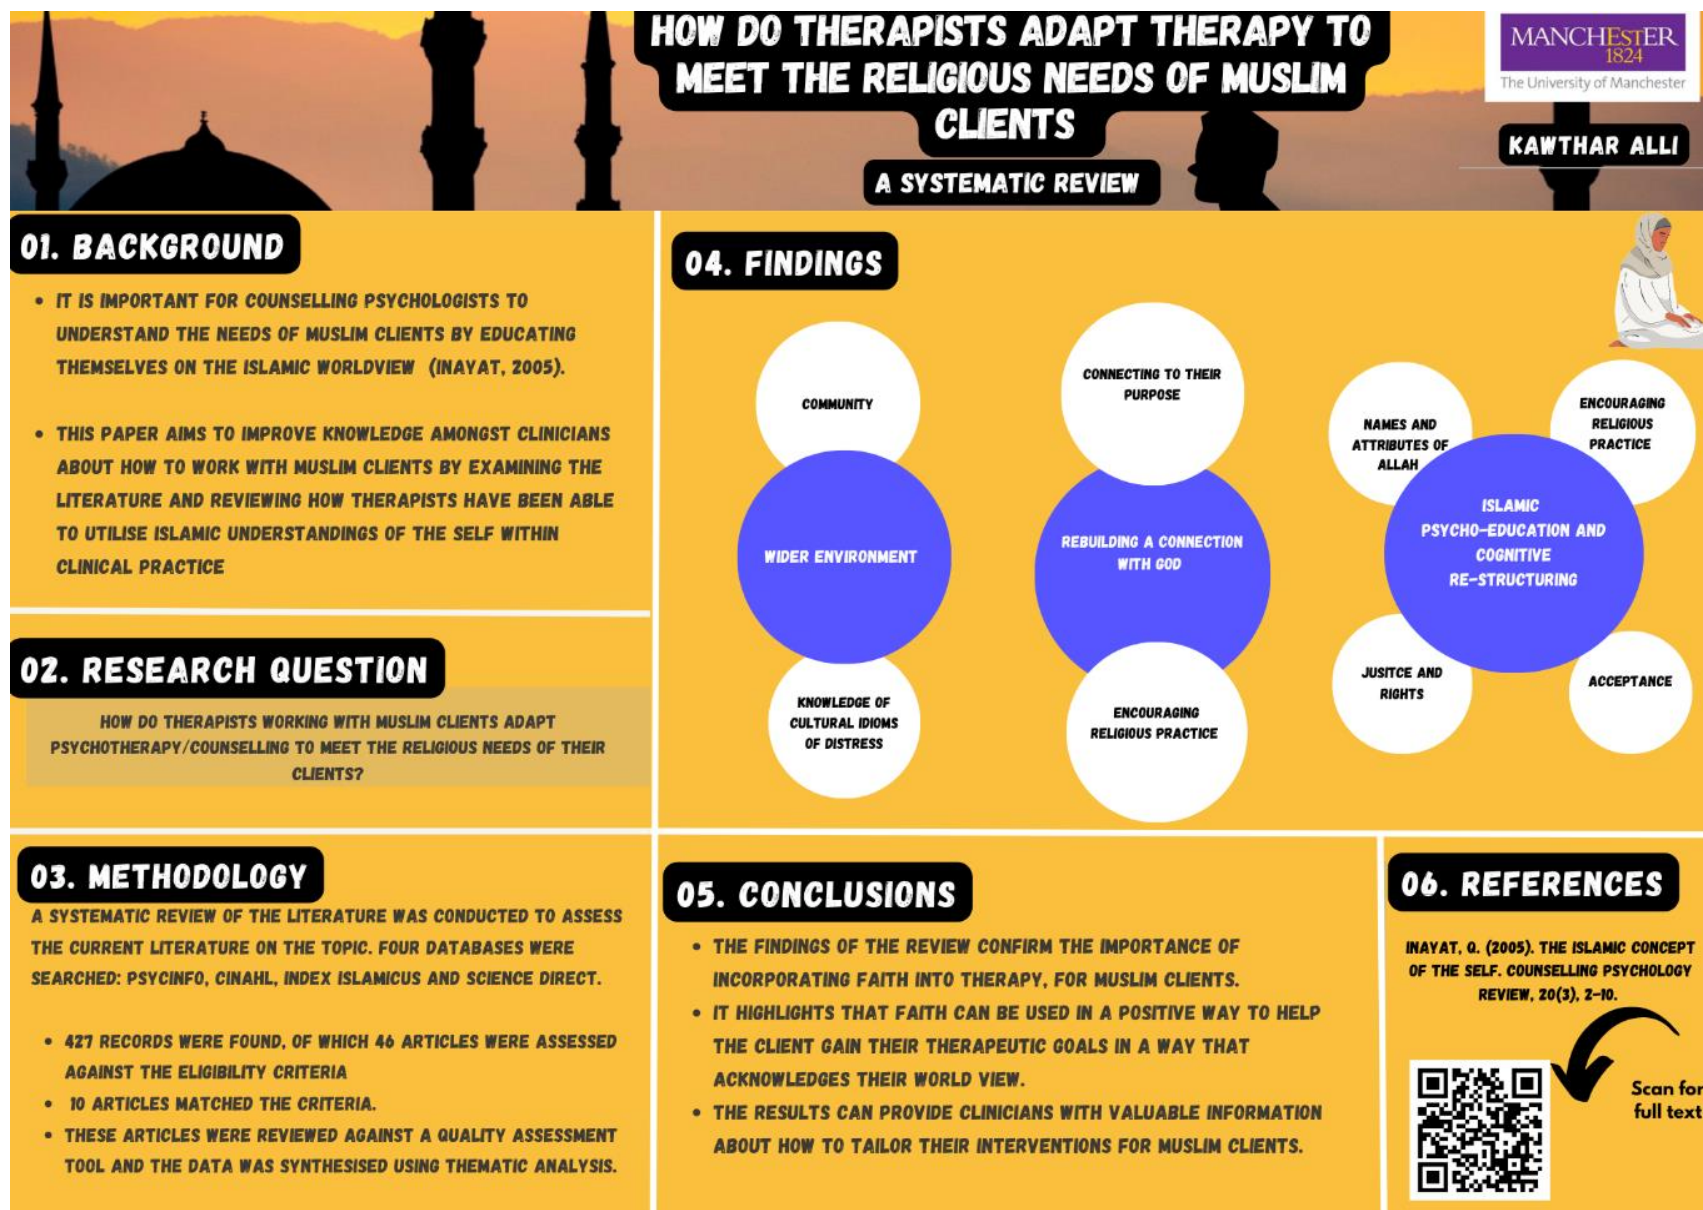 HOW DO THERAPISTS ADAPT THERAPY TO
MEET THE RELIGIOUS NEEDS OF MUSLIM
CLIENTS
A SYSTEMATIC REVIEW
MANCHESTER
1824
The University of Manchester
KAWTHAR ALLI
01. BACKGROUND
• IT IS IMPORTANT FOR COUNSELLING PSYCHOLOGISTS TO
UNDERSTAND THE NEEDS OF MUSLIM CLIENTS BY EDUCATING
THEMSELVES ON THE ISLAMIC WORLDVIEW (INAYAT, 2005).
• THIS PAPER AIMS TO IMPROVE KNOWLEDGE AMONGST CLINICIANS
ABOUT HOW TO WORK WITH MUSLIM CLIENTS BY EXAMINING THE
LITERATURE AND REVIEWING HOW THERAPISTS HAVE BEEN ABLE
TO UTILISE ISLAMIC UNDERSTANDINGS OF THE SELF WITHIN
CLINICAL PRACTICE
02. RESEARCH QUESTION
HOW DO THERAPISTS WORKING WITH MUSLIM CLIENTS ADAPT
PSYCHOTHERAPY/COUNSELLING TO MEET THE RELIGIOUS NEEDS OF THEIR
CLIENTS?
03. METHODOLOGY
A SYSTEMATIC REVIEW OF THE LITERATURE WAS CONDUCTED TO ASSESS
THE CURRENT LITERATURE ON THE TOPIC. FOUR DATABASES WERE
SEARCHED: PSYCINFO, CINAHL, INDEX ISLAMICUS AND SCIENCE DIRECT.
• 427 RECORDS WERE FOUND, OF WHICH 46 ARTICLES WERE ASSESSED
AGAINST THE ELIGIBILITY CRITERIA
• 10 ARTICLES MATCHED THE CRITERIA.
• THESE ARTICLES WERE REVIEWED AGAINST A QUALITY ASSESSMENT
TOOL AND THE DATA WAS SYNTHESISED USING THEMATIC ANALYSIS.
04. FINDINGS
COMMUNITY
WIDER ENVIRONMENT
KNOWLEDGE OF
CULTURAL IDIOMS
OF DISTRESS
CONNECTING TO THEIR
PURPOSE
REBUILDING A CONNECTION
WITH GOD
ENCOURAGING
RELIGIOUS PRACTICE
NAMES AND
ATTRIBUTES OF
ALLAH
ENCOURAGING
RELIGIOUS
PRACTICE
ISLAMIC
PSYCHO-EDUCATION AND
COGNITIVE
RE-STRUCTURING
JUSITCE AND
RIGHTS
ACCEPTANCE
05. CONCLUSIONS
• THE FINDINGS OF THE REVIEW CONFIRM THE IMPORTANCE OF
INCORPORATING FAITH INTO THERAPY, FOR MUSLIM CLIENTS.
• IT HIGHLIGHTS THAT FAITH CAN BE USED IN A POSITIVE WAY TO HELP
THE CLIENT GAIN THEIR THERAPEUTIC GOALS IN A WAY THAT
ACKNOWLEDGES THEIR WORLD VIEW.
• THE RESULTS CAN PROVIDE CLINICIANS WITH VALUABLE INFORMATION
ABOUT HOW TO TAILOR THEIR INTERVENTIONS FOR MUSLIM CLIENTS.
06. REFERENCES
INAYAT, Q. (2005). THE ISLAMIC CONCEPT
OF THE SELF. COUNSELLING PSYCHOLOGY
REVIEW, 20(3), 2-10.
Scan for
full text